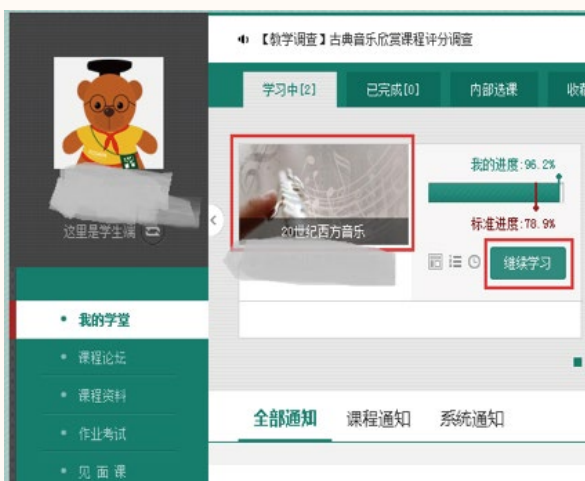 【教学调查】古典音乐欣赏课程评分调查
学习中[2]
已完成[0]
内部选课
收藏
20世纪西方音乐
我的进度:96.2%
标准进度:78.9%
继续学习
这里是学生端
我的学堂
课程论坛
课程资料
作业考试
见面课
全部通知
课程通知
系统通知